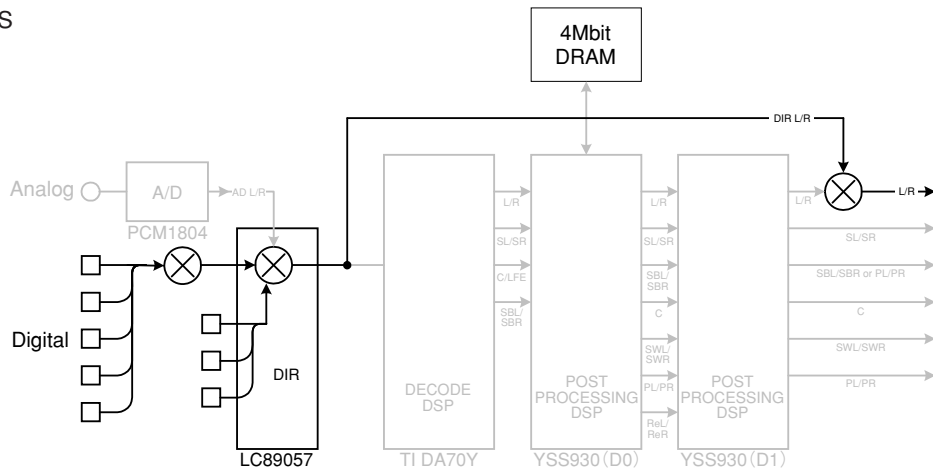 S
4Mbit
DRAM
DIR L/R
Analog
A/D
AD L/R
PCM1804
L/R
L/R
L/R
L/R
SL/SR
SL/SR
SL/SR
C/LFE
SBL/
SBR
SBL/SBR or PL/PR
SBL/
SBR
C
C
Digital
SWL/
SWR
SWL/SWR
DIR
DECODE
DSP
POST
PROCESSING
DSP
PL/PR
POST
PROCESSING
DSP
PL/PR
ReL/
ReR
LC89057
TI DA70Y
YSS930 (D0)
YSS930 (D1)